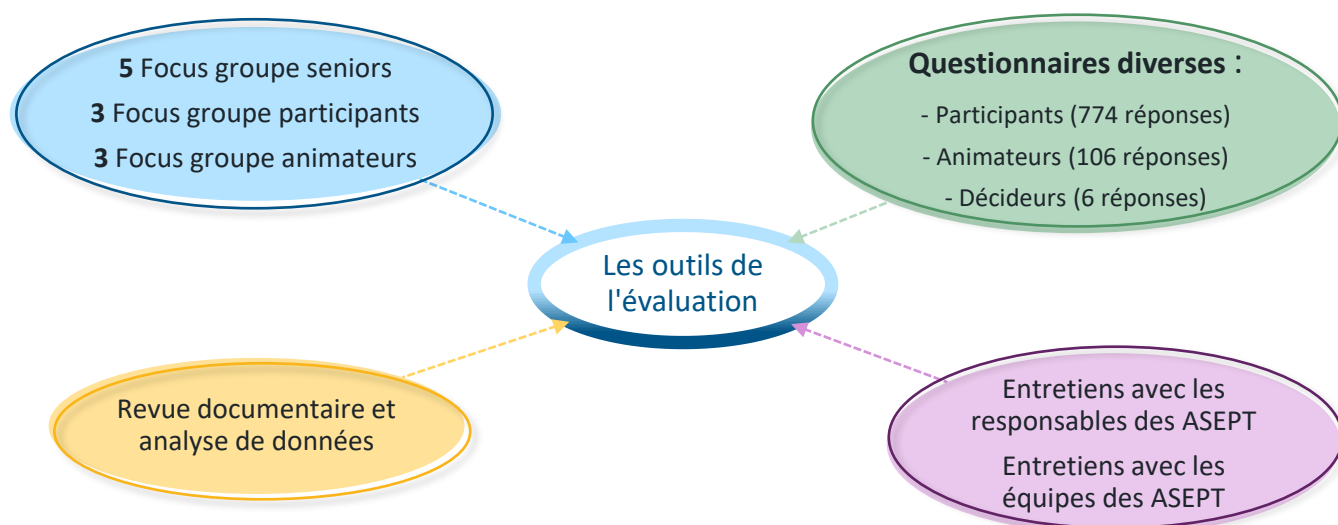 5 Focus groupe seniors
3 Focus groupe participants
3 Focus groupe animateurs
Questionnaires diverses :
- Participants (774 réponses)
- Animateurs (106 réponses)
- Décideurs (6 réponses)
Les outils de
l'évaluation
Revue documentaire et
analyse de données
Entretiens avec les
responsables des ASEPT
Entretiens avec les
équipes des ASEPT